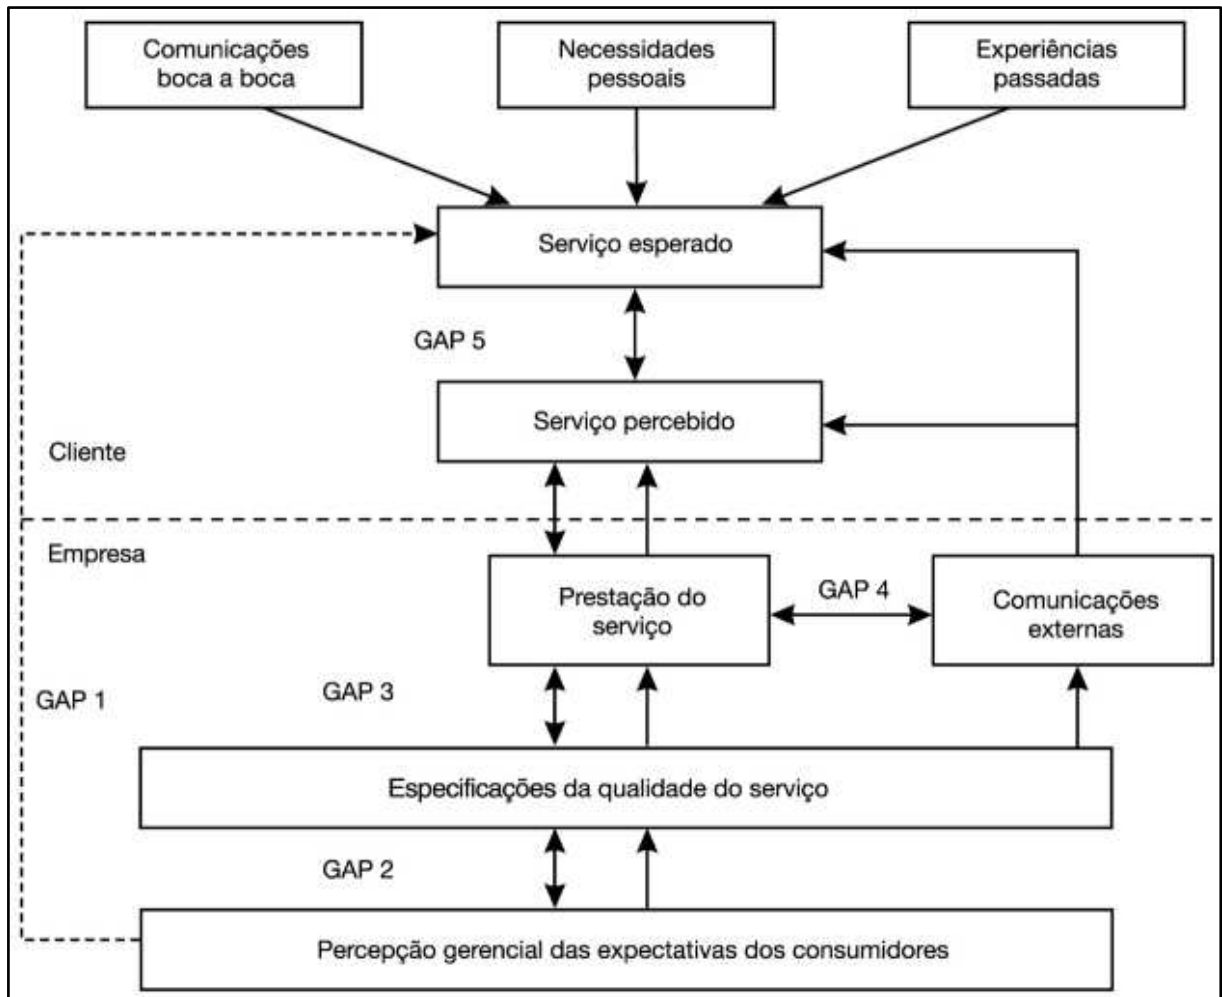 Comunicações
boca a boca
Necessidades
pessoais
Experiências
passadas
Serviço esperado
GAP 5
Serviço percebido
Cliente
Empresa
Prestação do
serviço
GAP 4
Comunicações
externas
GAP 3
GAP 1
Especificações da qualidade do serviço
GAP 2
Percepção gerencial das expectativas dos consumidores